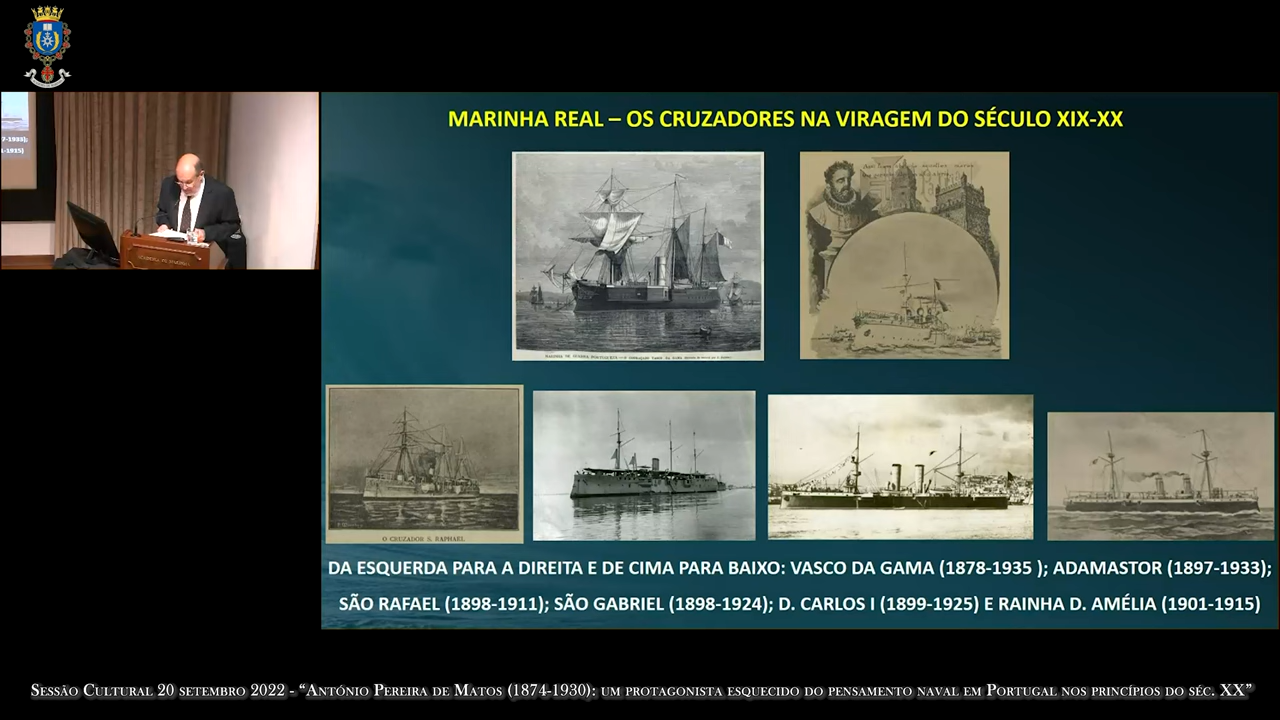 MARINHA REAL – OS CRUZADORES NA VIRAGEM DO SÉCULO XIX-XX
O CRUZADOR S. RAPHAEL
DA ESQUERDA PARA A DIREITA E DE CIMA PARA BAIXO: VASCO DA GAMA (1878-1935 ); ADAMASTOR (1897-1933);
SÃO RAFAEL (1898-1911); SÃO GABRIEL (1898-1924); D. CARLOS I (1899-1925) E RAINHA D. AMÉLIA (1901-1915)
Sessão Cultural 20 setembro 2022 - “António Pereira de Matos (1874-1930): um protagonista esquecido do pensamento naval em Portugal nos princípios do séc. XX”